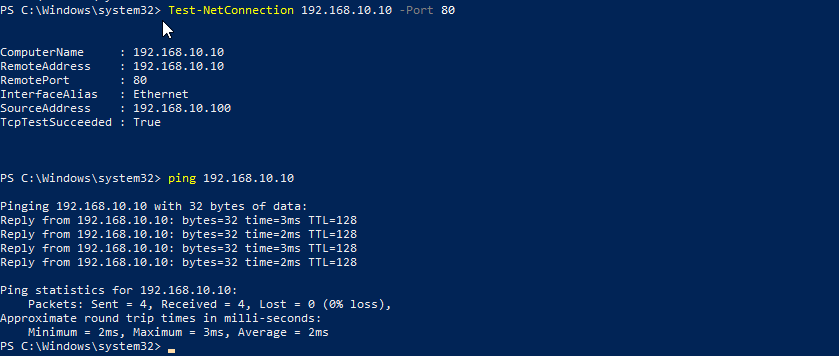 PS C:\Windows\system32> Test-NetConnection 192.168.10.10 -Port 80
ComputerName     : 192.168.10.10
RemoteAddress    : 192.168.10.10
RemotePort       : 80
InterfaceAlias   : Ethernet
SourceAddress    : 192.168.10.100
TcpTestSucceeded : True
PS C:\Windows\system32> ping 192.168.10.10
Pinging 192.168.10.10 with 32 bytes of data:
Reply from 192.168.10.10: bytes=32 time=3ms TTL=128
Reply from 192.168.10.10: bytes=32 time=2ms TTL=128
Reply from 192.168.10.10: bytes=32 time=3ms TTL=128
Reply from 192.168.10.10: bytes=32 time=2ms TTL=128
Ping statistics for 192.168.10.10:
    Packets: Sent = 4, Received = 4, Lost = 0 (0% loss),
Approximate round trip times in milli-seconds:
    Minimum = 2ms, Maximum = 3ms, Average = 2ms
PS C:\Windows\system32>